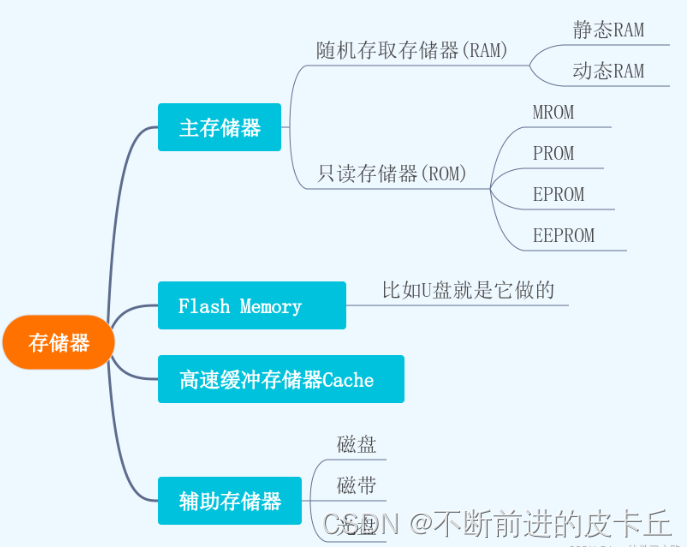 存储器
主存储器
随机存取存储器(RAM)
静态RAM
动态RAM
只读存储器(ROM)
MROM
PROM
EPROM
EEPROM
Flash Memory
比如U盘就是它做的
高速缓冲存储器Cache
辅助存储器
磁盘
磁带
光盘
CSDN @不断前进的皮卡丘